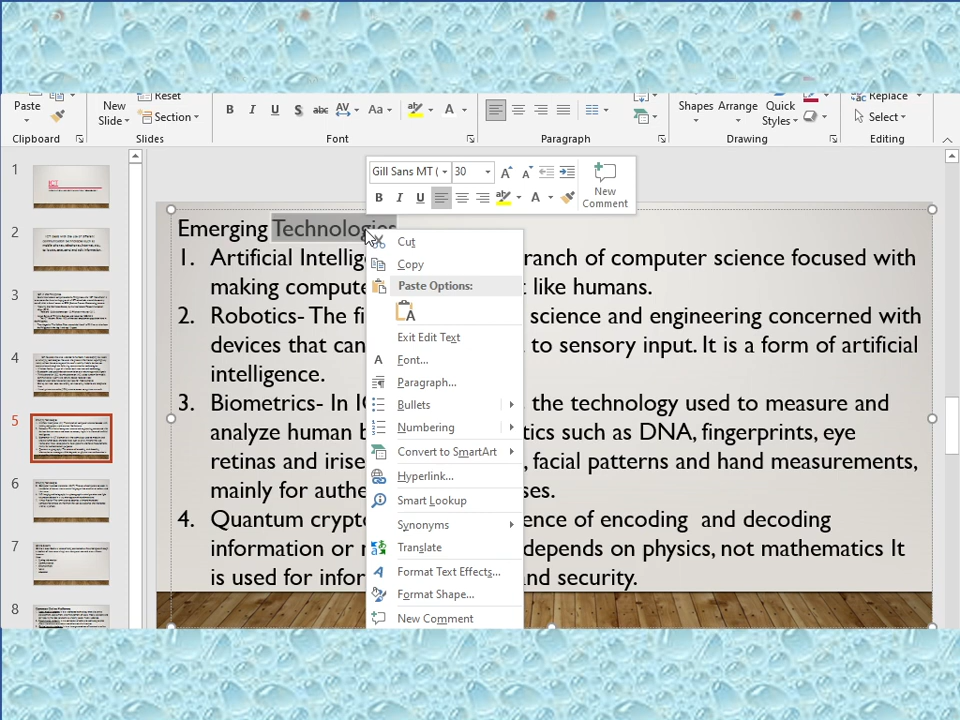 Paste
Reset
New
Slide
Section
B I U S abc AV Aa A
Shapes Arrange Quick
Styles
Replace
Select
Clipboard
Slides
Font
Paragraph
Drawing
Editing
Gill Sans MT ( 30 A A
B I U A
New
Comment
1
2
3
4
5
6
7
8
Emerging Technologies
1. Artificial Intellig ranch of computer science focused with
making compute t like humans.
2. Robotics- The fi science and engineering concerned with
devices that can to sensory input. It is a form of artificial
intelligence.
3. Biometrics- In IC the technology used to measure and
analyze human b tics such as DNA, fingerprints, eye
retinas and irise , facial patterns and hand measurements,
mainly for authe ses.
4. Quantum crypto ence of encoding and decoding
information or m depends on physics, not mathematics It
is used for infor and security.
Cut
Copy
Paste Options:
A
Exit Edit Text
A Font...
Paragraph...
Bullets
Numbering
Convert to SmartArt
Hyperlink...
Smart Lookup
Synonyms
Translate
Format Text Effects...
Format Shape...
New Comment